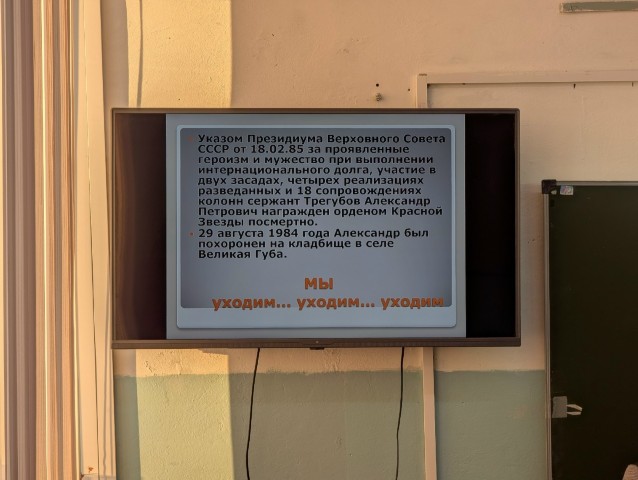 Указом Президиума Верховного Совета
СССР от 18.02.85 за проявленные
героизм и мужество при выполнении
интернационального долга, участие в
двух засадах, четырех реализациях
разведанных и 18 сопровождениях
колонн сержант Трегубов Александр
Петрович награжден орденом Красной
Звезды посмертно.
29 августа 1984 года Александр был
похоронен на кладбище в селе
Великая Губа.
МЫ
уходим... уходим... уходим